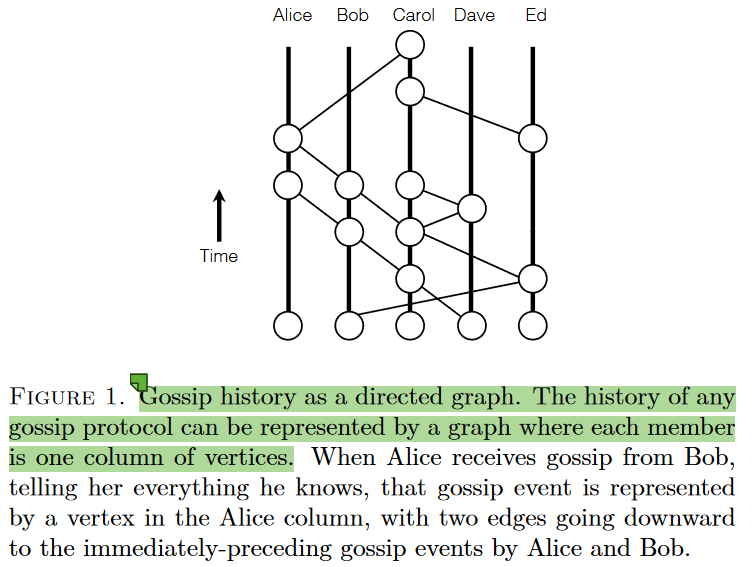 Alice Bob Carol Dave Ed
Time
FIGURE 1. Gossip history as a directed graph. The history of any
gossip protocol can be represented by a graph where each member
is one column of vertices. When Alice receives gossip from Bob,
telling her everything he knows, that gossip event is represented
by a vertex in the Alice column, with two edges going downward
to the immediately-preceding gossip events by Alice and Bob.